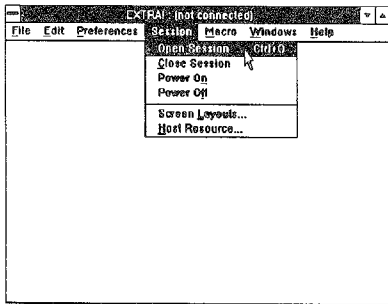 EXTRA! - [not connected]
File Edit Preferences Session Macro Windows Help
Open Session Ctrl+O
Close Session
Power On
Power Off
Screen Layouts...
Host Resource...